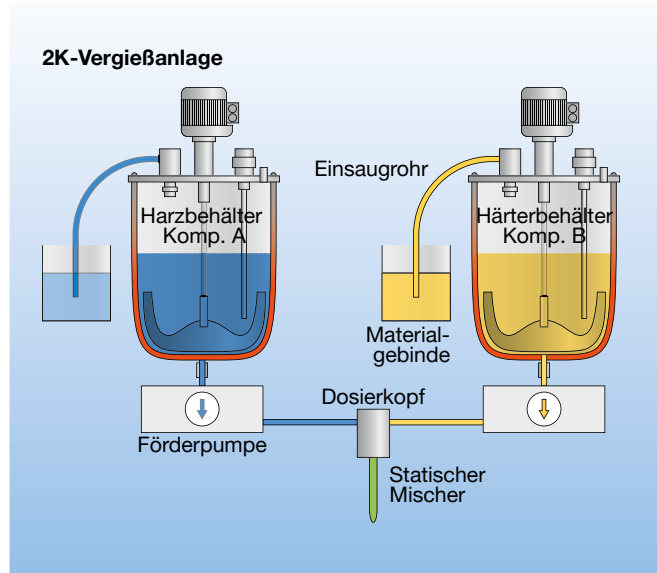 2K-Vergießanlage
Einsaugrohr
Harzbehälter
Komp. A
Härterbehälter
Komp. B
Material-
gebinde
Dosierkopf
Förderpumpe
Statischer
Mischer